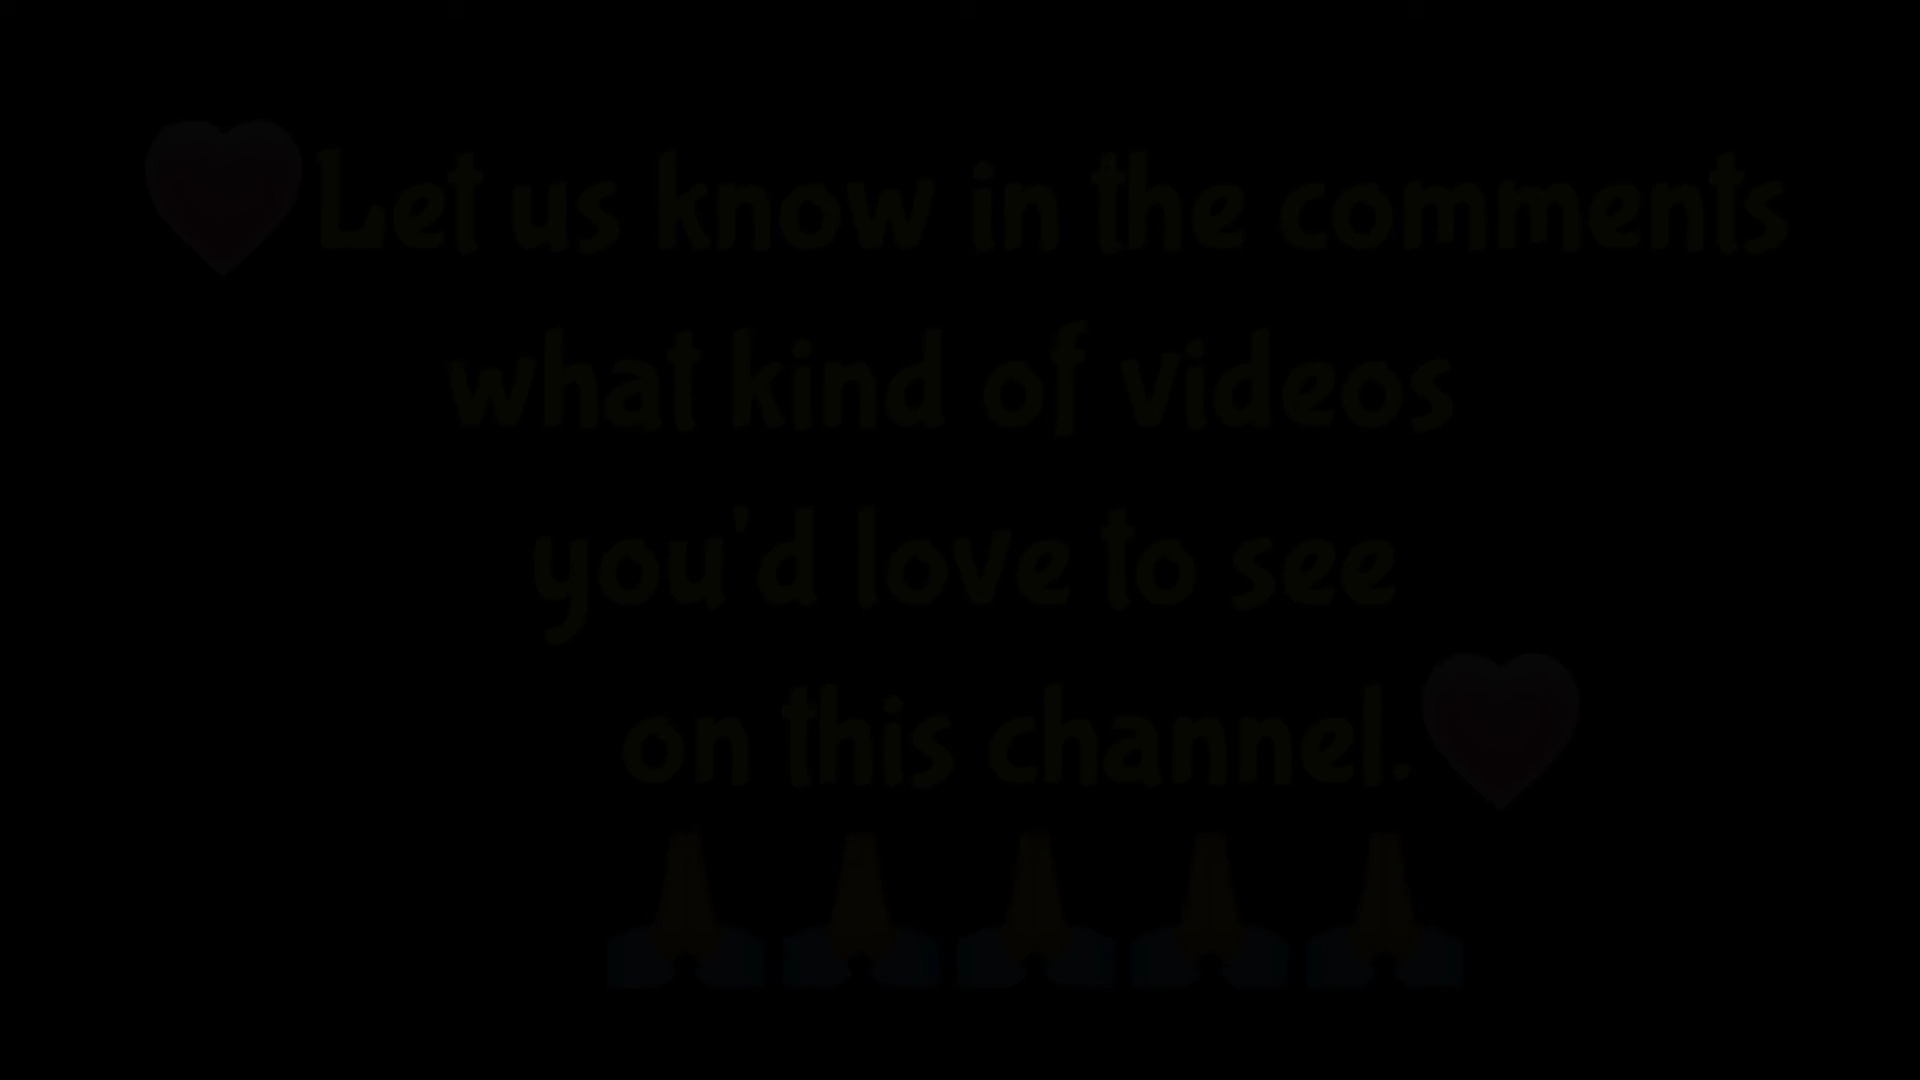 💗Let us know in the comments
what kind of videos
you'd love to see
on this channel.💗
🙏🙏🙏🙏🙏